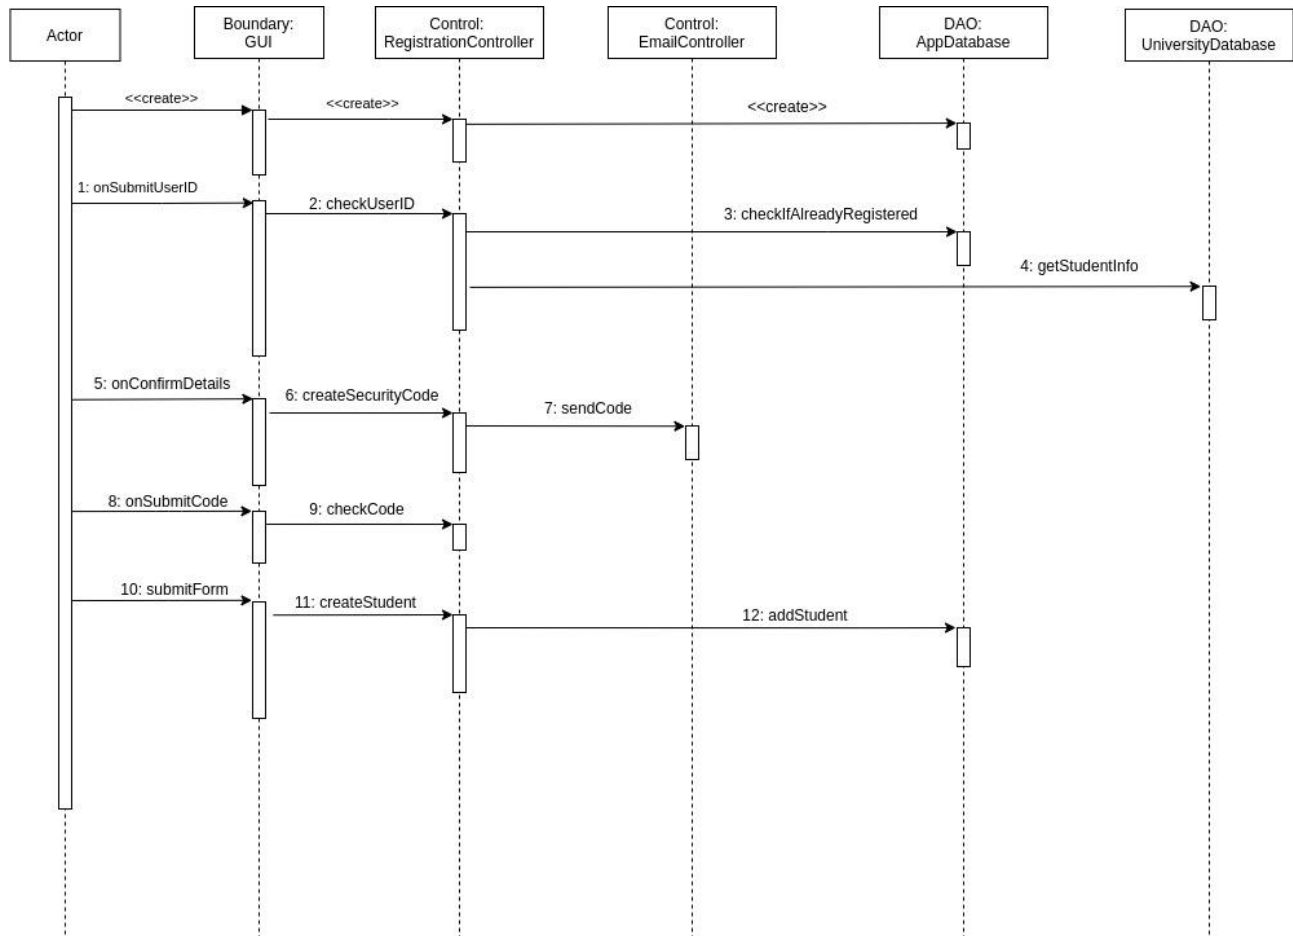 Actor
Boundary:
GUI
Control:
RegistrationController
Control:
EmailController
DAO:
AppDatabase
DAO:
UniversityDatabase
<<create>>
<<create>>
<<create>>
1: onSubmitUserID
2: checkUserID
3: checkIfAlreadyRegistered
4: getStudentInfo
5: onConfirmDetails
6: createSecurityCode
7: sendCode
8: onSubmitCode
9: checkCode
10: submitForm
11: createStudent
12: addStudent